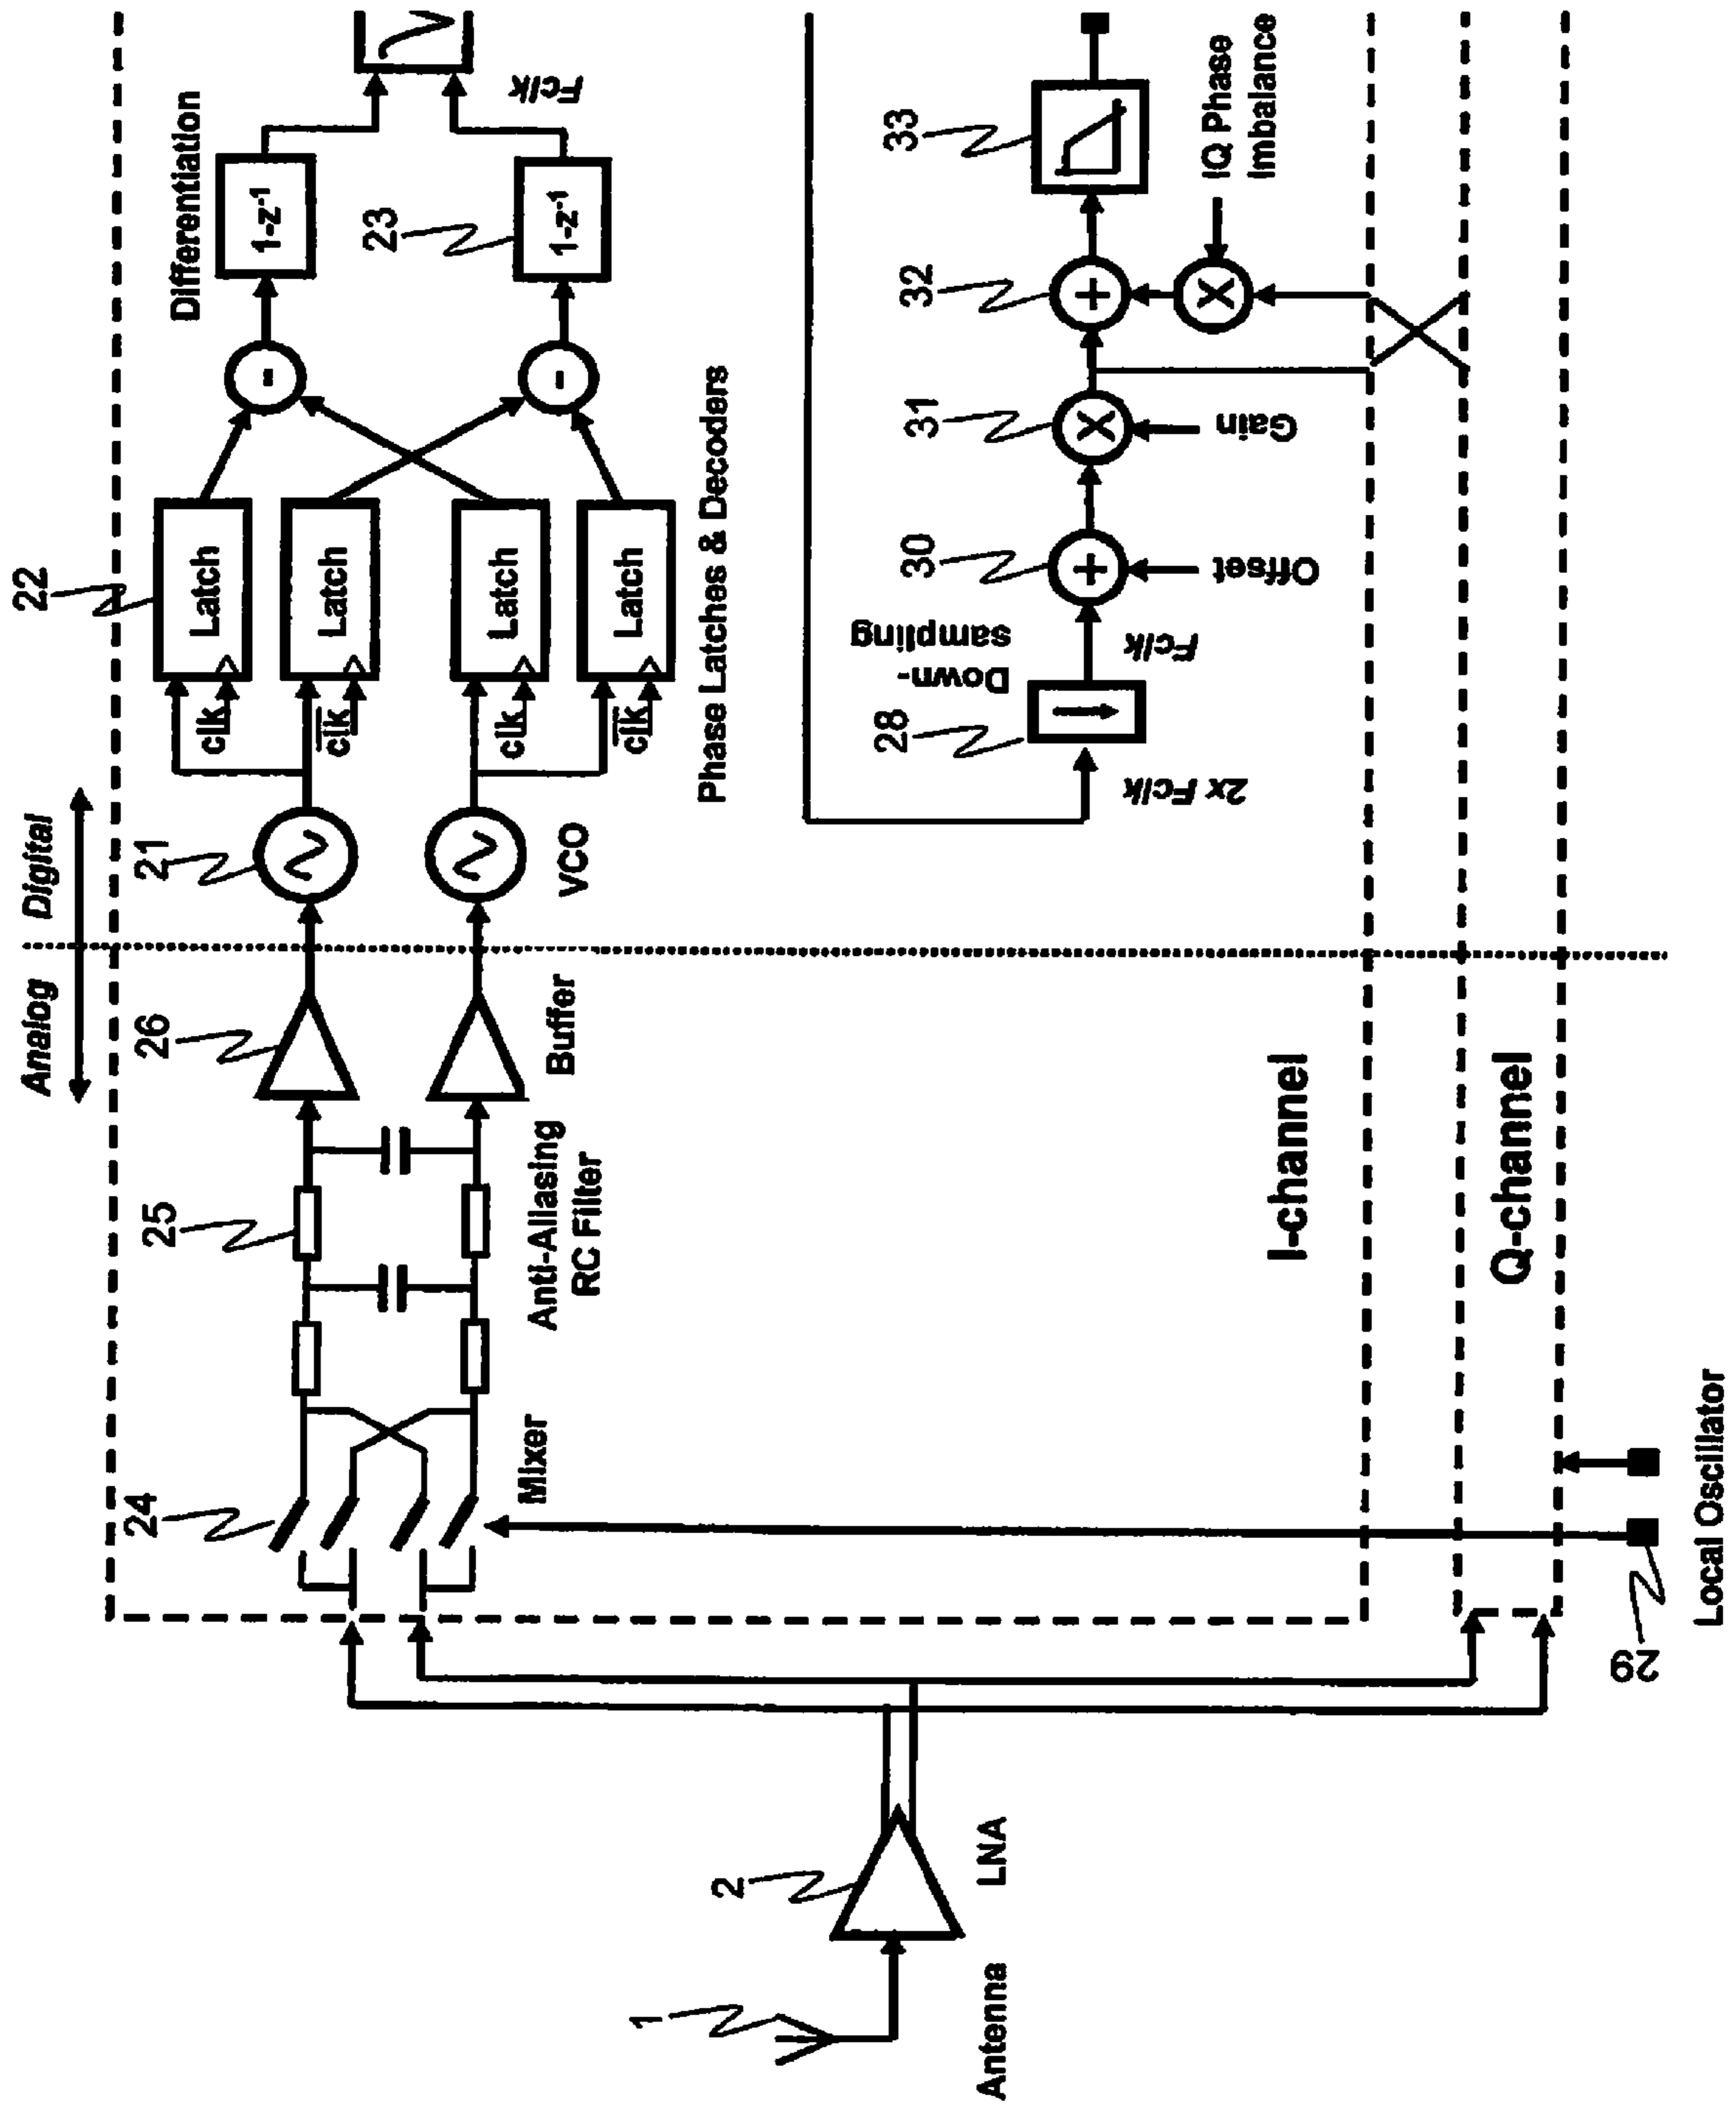 Analog Digital
1
Antenna
2
LNA
24
Mixer
25
Anti-Aliasing
RC Filter
26
Buffer
21
VCO
22
Latch
clk
Latch
clk
Latch
clk
Latch
clk
Phase Latches & Decoders
Differentiation
1-z-1
23
1-z-1
Fclk
-
-
2x Fclk
28
Down-
sampling
Fclk
30
+
Offset
31
X
Gain
32
+
X
IQ Phase
Imbalance
33
I-channel
Q-channel
29
Local Oscillator